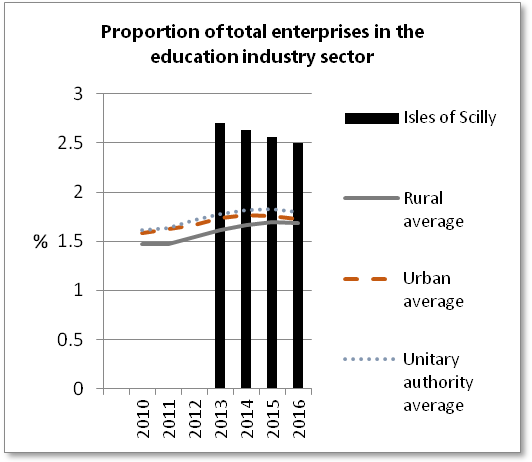 Proportion of total enterprises in the
education industry sector
3
2.5
2
1.5
1
0.5
0
%
2010
2011
2012
2013
2014
2015
2016
Isles of Scilly
Rural
average
Urban
average
Unitary
authority
average